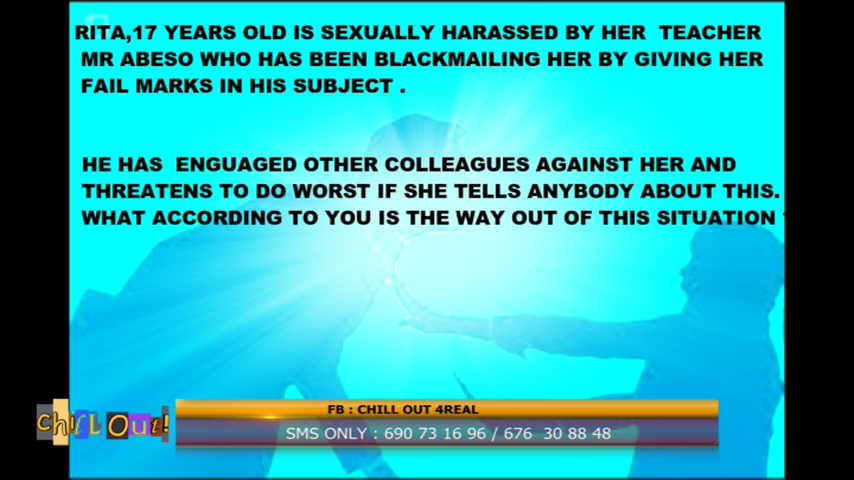 RITA,17 YEARS OLD IS SEXUALLY HARASSED BY HER TEACHER
MR ABESO WHO HAS BEEN BLACKMAILING HER BY GIVING HER
FAIL MARKS IN HIS SUBJECT .
HE HAS ENGUAGED OTHER COLLEAGUES AGAINST HER AND
THREATENS TO DO WORST IF SHE TELLS ANYBODY ABOUT THIS.
WHAT ACCORDING TO YOU IS THE WAY OUT OF THIS SITUATION ?
chiLL Out!
FB : CHILL OUT 4REAL
SMS ONLY : 690 73 16 96 / 676 30 88 48